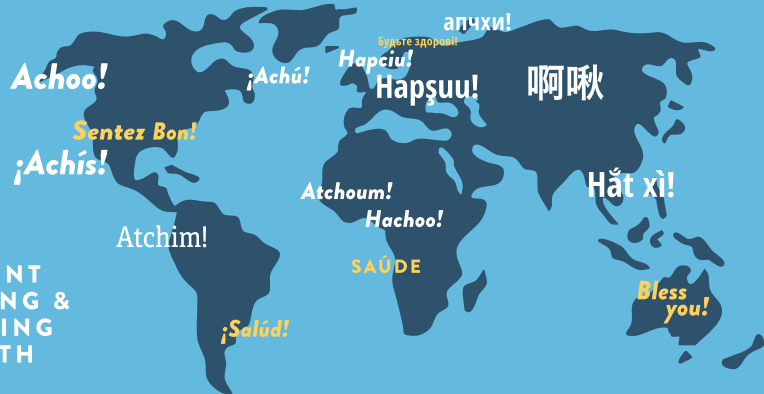 апчхи!
Будьте здорові!
Hapciu!
Achoo!
¡Achú!
Hapşuu!
啊啾
Sentez Bon!
¡Achís!
Hắt xì!
Atchoum!
Hachoo!
Atchim!
SAÚDE
NT
NG &
ING
TH
Bless
you!
¡Salúd!